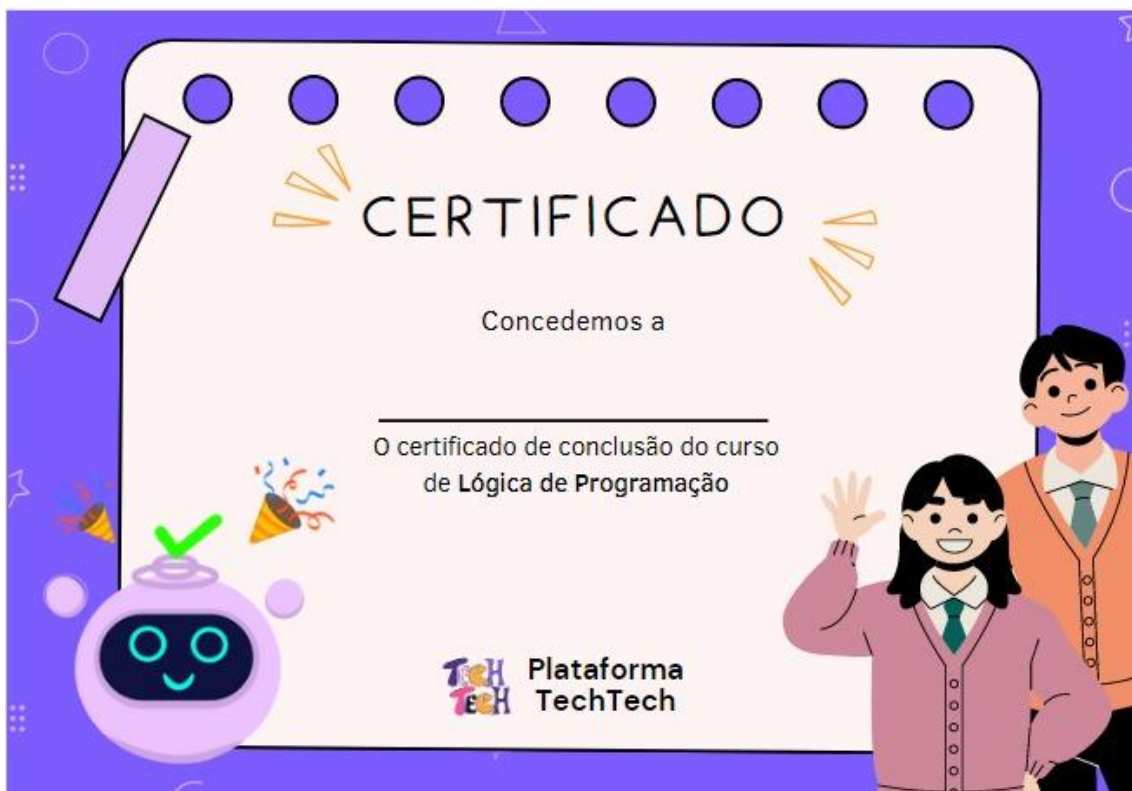 CERTIFICADO
Concedemos a
O certificado de conclusão do curso
de Lógica de Programação
TECH
TECH
Plataforma
TechTech